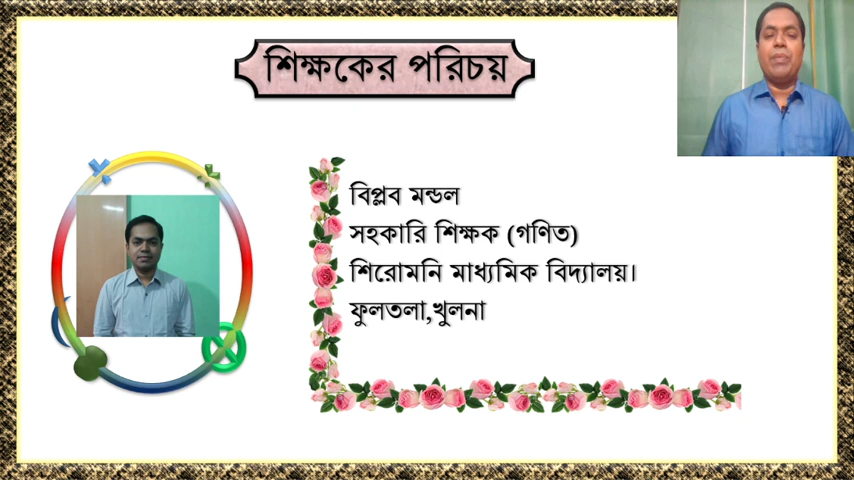 শিক্ষকের পরিচয়
বিপ্লব মন্ডল
সহকারি শিক্ষক (গণিত)
শিরোমনি মাধ্যমিক বিদ্যালয়।
ফুলতলা,খুলনা